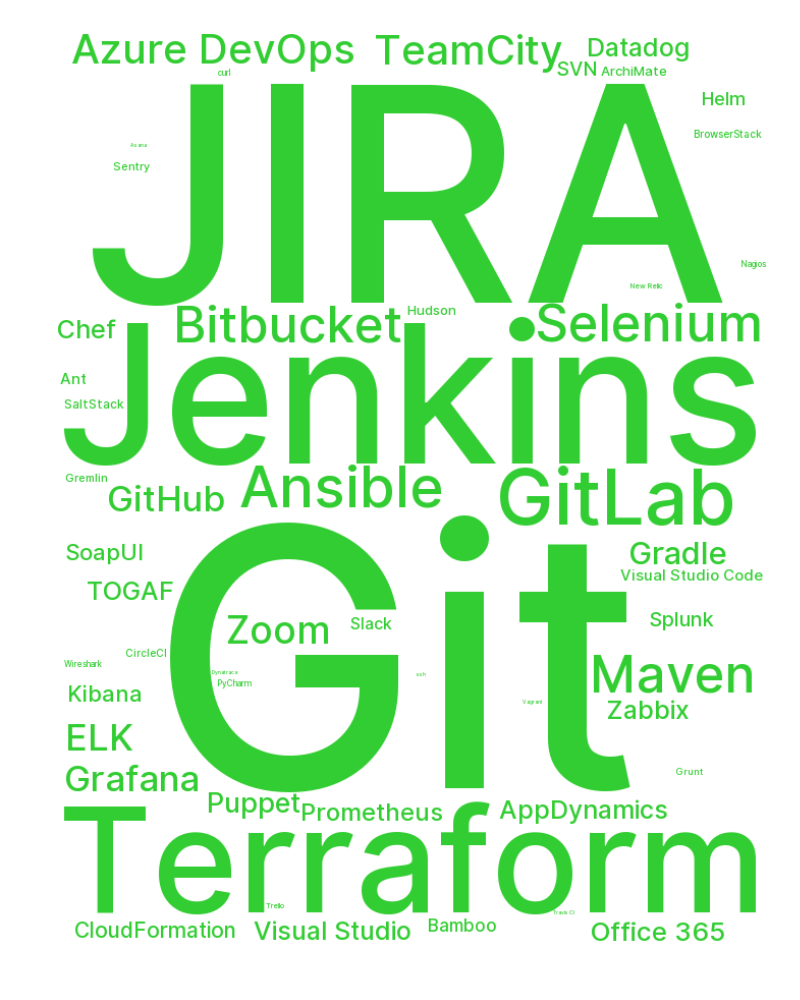 Azure DevOps TeamCity Datadog
curl SVN ArchiMate
JIRA
Helm
BrowserStack
Asana
Sentry
Nagios
New Relic
Chef Bitbucket Hudson Selenium
Jenkins
Ant
SaltStack
Gremlin GitHub Ansible GitLab
Git
SoapUI Gradle
TOGAF Visual Studio Code
Zoom Slack Splunk
CircleCI
Wireshark Dynatrace ssh Maven
PyCharm
Kibana Vagrant Zabbix
ELK
Grafana Grunt
Puppet Prometheus AppDynamics
Terraform
Trello Travis CI
CloudFormation Visual Studio Bamboo Office 365